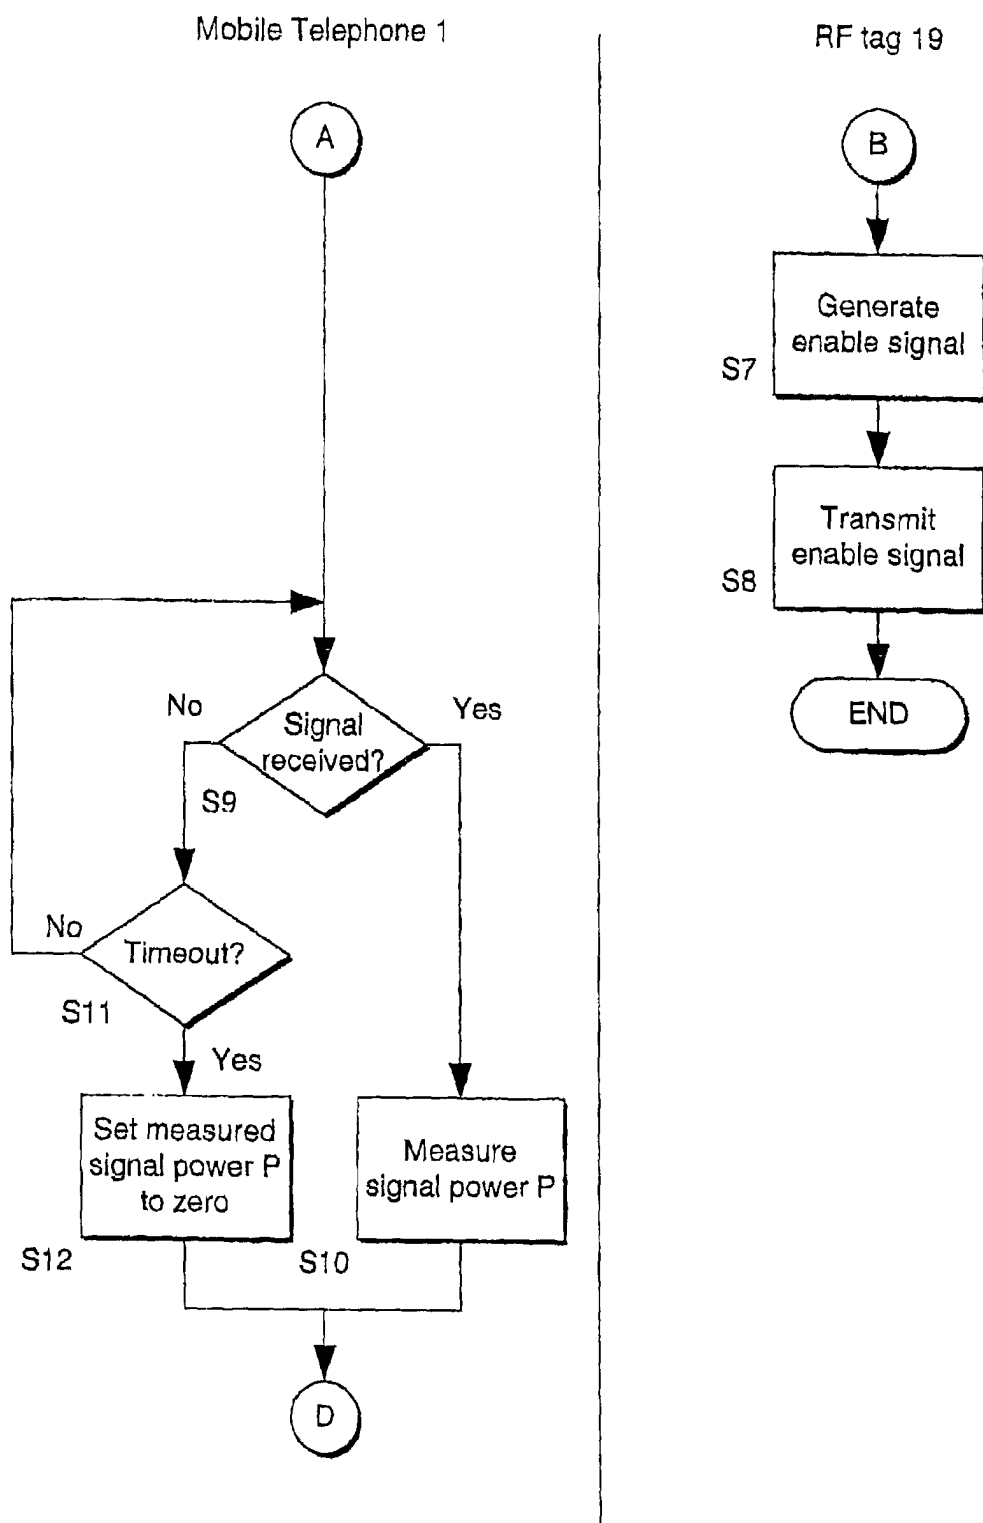 Mobile Telephone 1
RF tag 19
A
B
Generate
enable signal
S7
Transmit
enable signal
S8
END
No
Signal
received?
Yes
S9
No
Timeout?
S11
Yes
Set measured
signal power P
to zero
S12
Measure
signal power P
S10
D